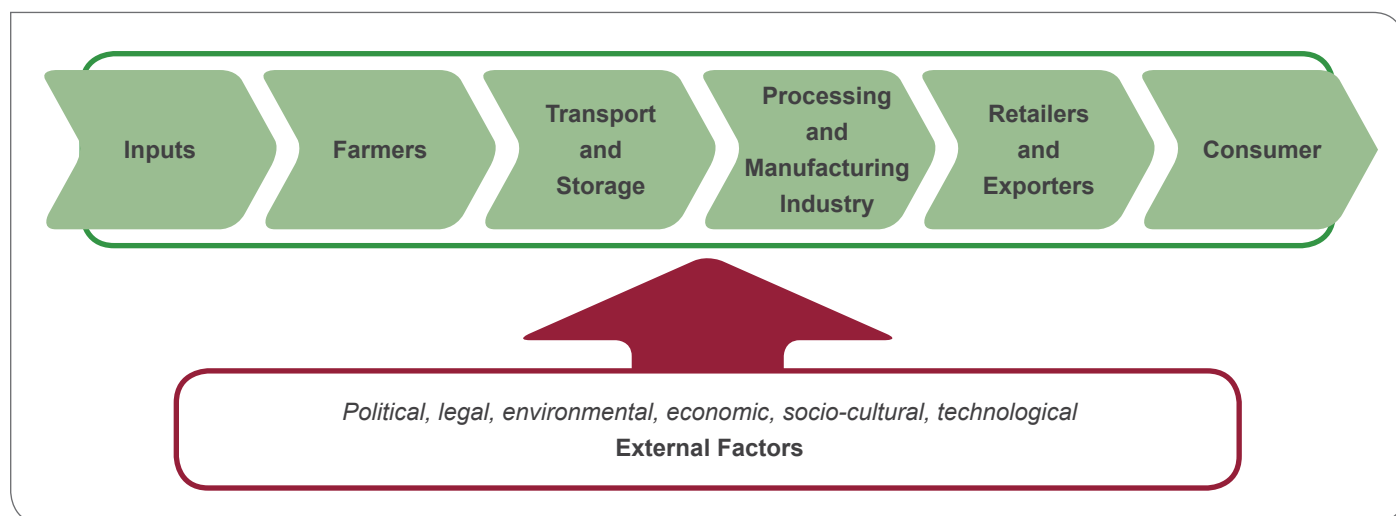 Inputs
Farmers
Transport
and
Storage
Processing
and
Manufacturing
Industry
Retailers
and
Exporters
Consumer
Political, legal, environmental, economic, socio-cultural, technological
External Factors